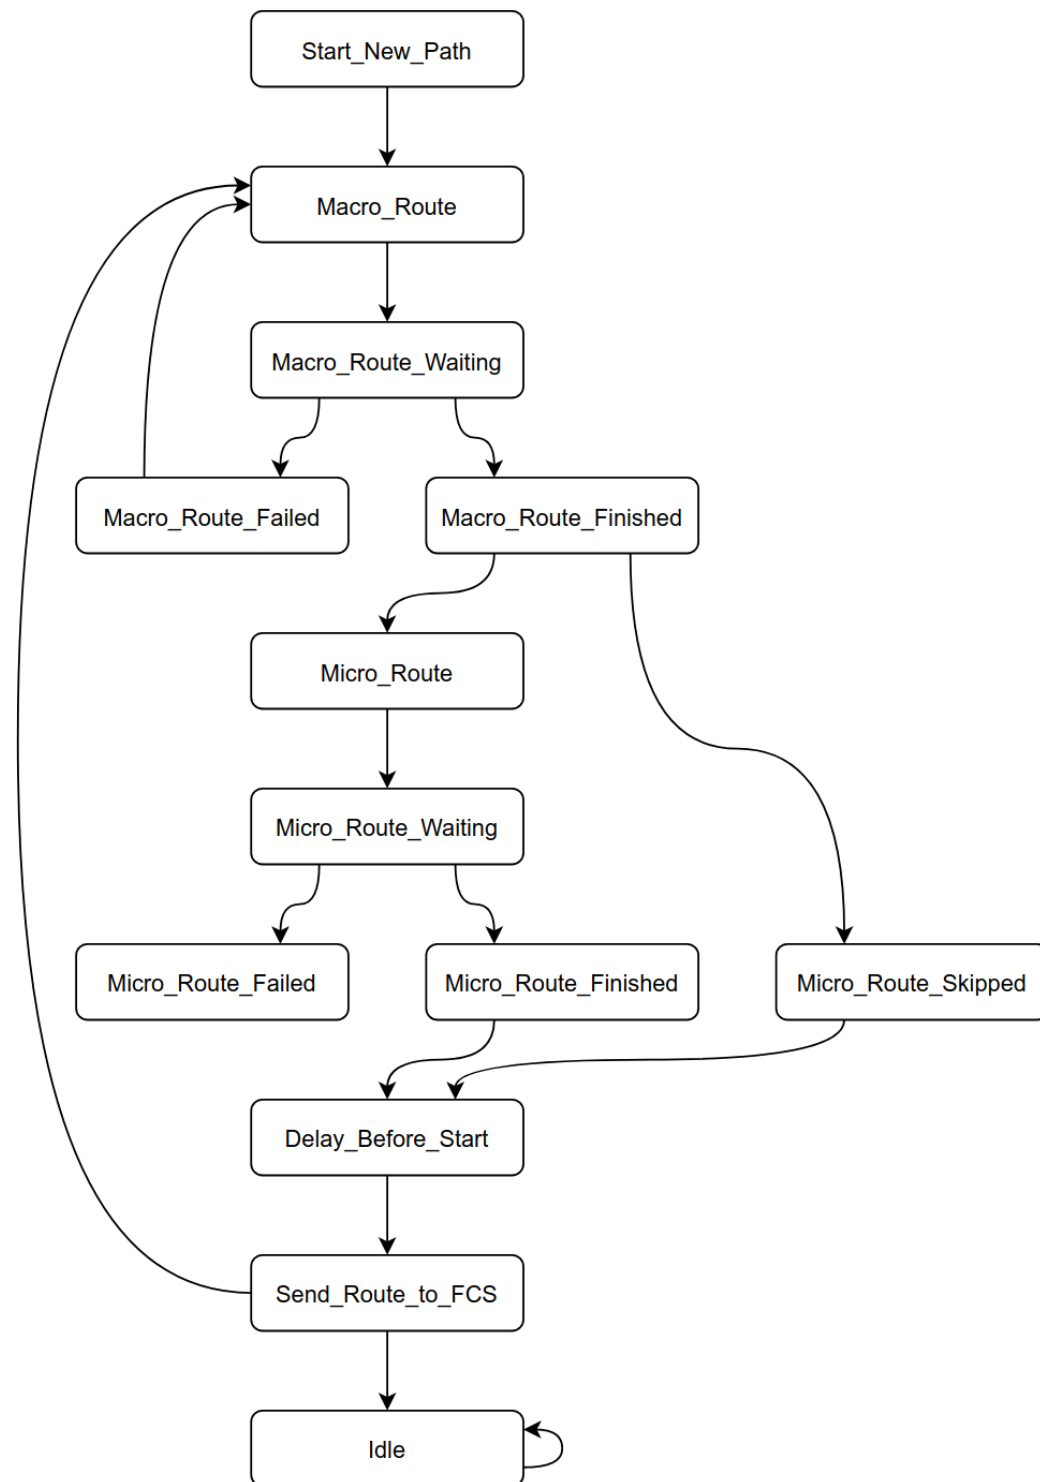 Start_New_Path
Macro_Route
Macro_Route_Waiting
Macro_Route_Failed
Macro_Route_Finished
Micro_Route
Micro_Route_Waiting
Micro_Route_Failed
Micro_Route_Finished
Micro_Route_Skipped
Delay_Before_Start
Send_Route_to_FCS
Idle